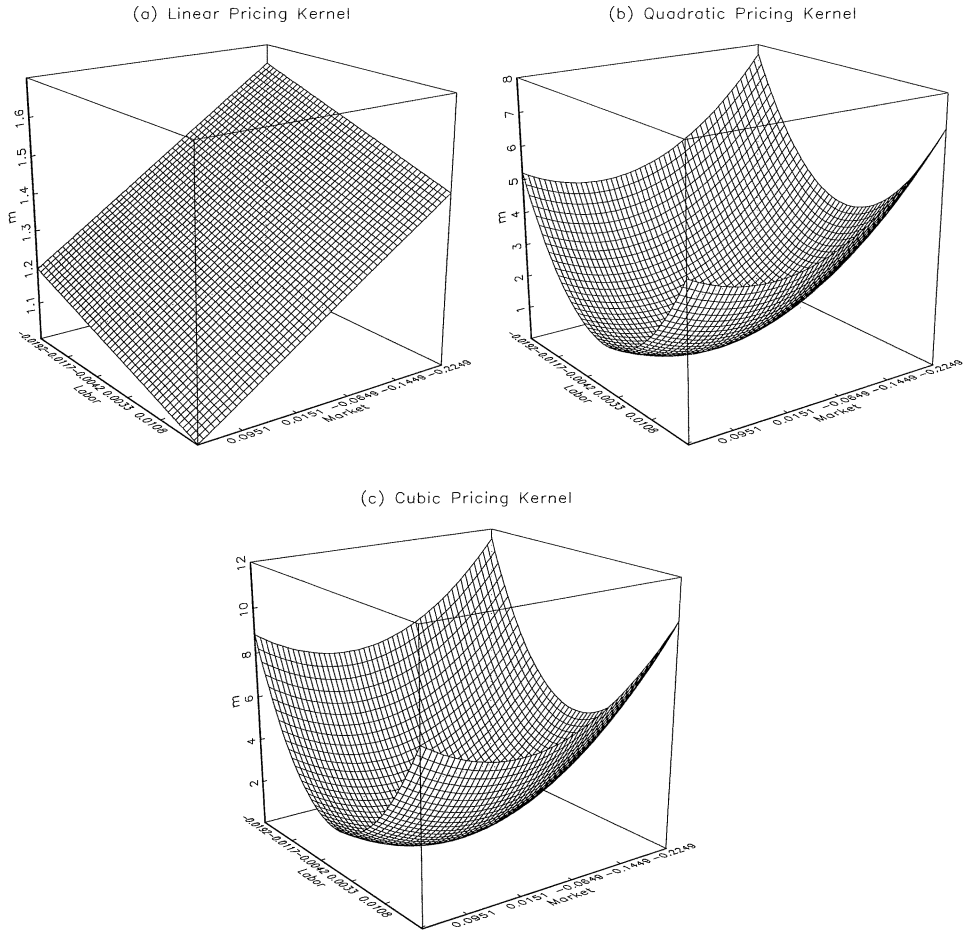 (a) Linear Pricing Kernel
m
1.1 1.2 1.3 1.4 1.5 1.6
-0.0192 -0.0117 -0.0042 0.0033 0.0108
Labor
0.0951 0.0151 -0.0649 -0.1449 -0.2249
Market
(b) Quadratic Pricing Kernel
m
1 2 3 4 5 6 7 8
-0.0192 -0.0117 -0.0042 0.0033 0.0108
Labor
0.0951 0.0151 -0.0649 -0.1449 -0.2249
Market
(c) Cubic Pricing Kernel
m
2 4 6 8 10 12
-0.0192 -0.0117 -0.0042 0.0033 0.0108
Labor
0.0951 0.0151 -0.0649 -0.1449 -0.2249
Market